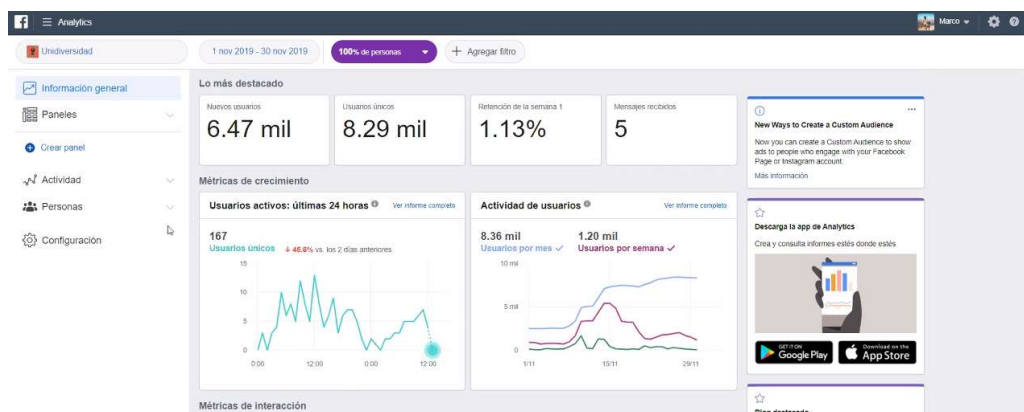 Analytics
Marco
Unidiversidad
1 nov 2019 - 30 nov 2019
100% de personas
Agregar filtro
Información general
Paneles
Crear panel
Actividad
Personas
Configuración
Lo más destacado
Nuevos usuarios
6.47 mil
Usuarios únicos
8.29 mil
Retención de la semana 1
1.13%
Mensajes recibidos
5
Métricas de crecimiento
Usuarios activos: últimas 24 horas
Ver informe completo
167
Usuarios únicos
45.6% vs. los 2 días anteriores
15
10
5
0
0:00 12:00 0:00 12:00
Actividad de usuarios
Ver informe completo
8.36 mil
Usuarios por mes
1.20 mil
Usuarios por semana
10 mil
5 mil
0
1/11 15/11 29/11
Métricas de interacción
New Ways to Create a Custom Audience
Now you can create a Custom Audience to show
ads to people who engage with your Facebook
Page or Instagram account.
Más información
Descarga la app de Analytics
Crea y consulta informes estés donde estés
GET IT ON
Google Play
Download on the
App Store